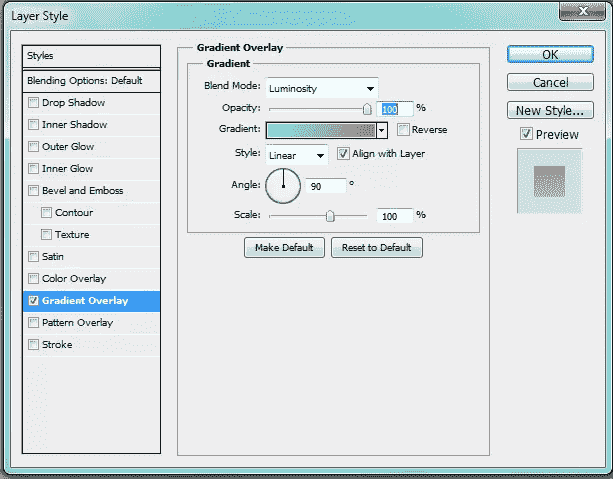 Layer Style
X
Styles
Blending Options: Default
Drop Shadow
Inner Shadow
Outer Glow
Inner Glow
Bevel and Emboss
Contour
Texture
Satin
Color Overlay
Gradient Overlay
Pattern Overlay
Stroke
Gradient Overlay
Gradient
Blend Mode: Luminosity
Opacity: 100 %
Gradient: Reverse
Style: Linear Align with Layer
Angle: 90 °
Scale: 100 %
Make Default Reset to Default
OK
Cancel
New Style...
Preview